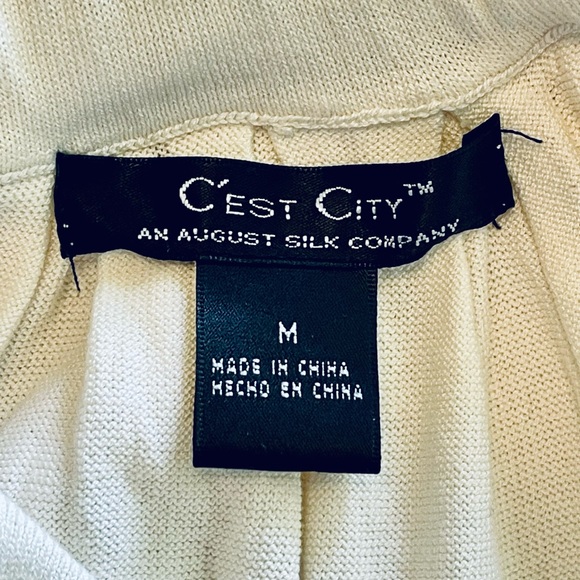 C'EST CITY™
AN AUGUST SILK COMPANY
M
MADE IN CHINA
HECHO EN CHINA